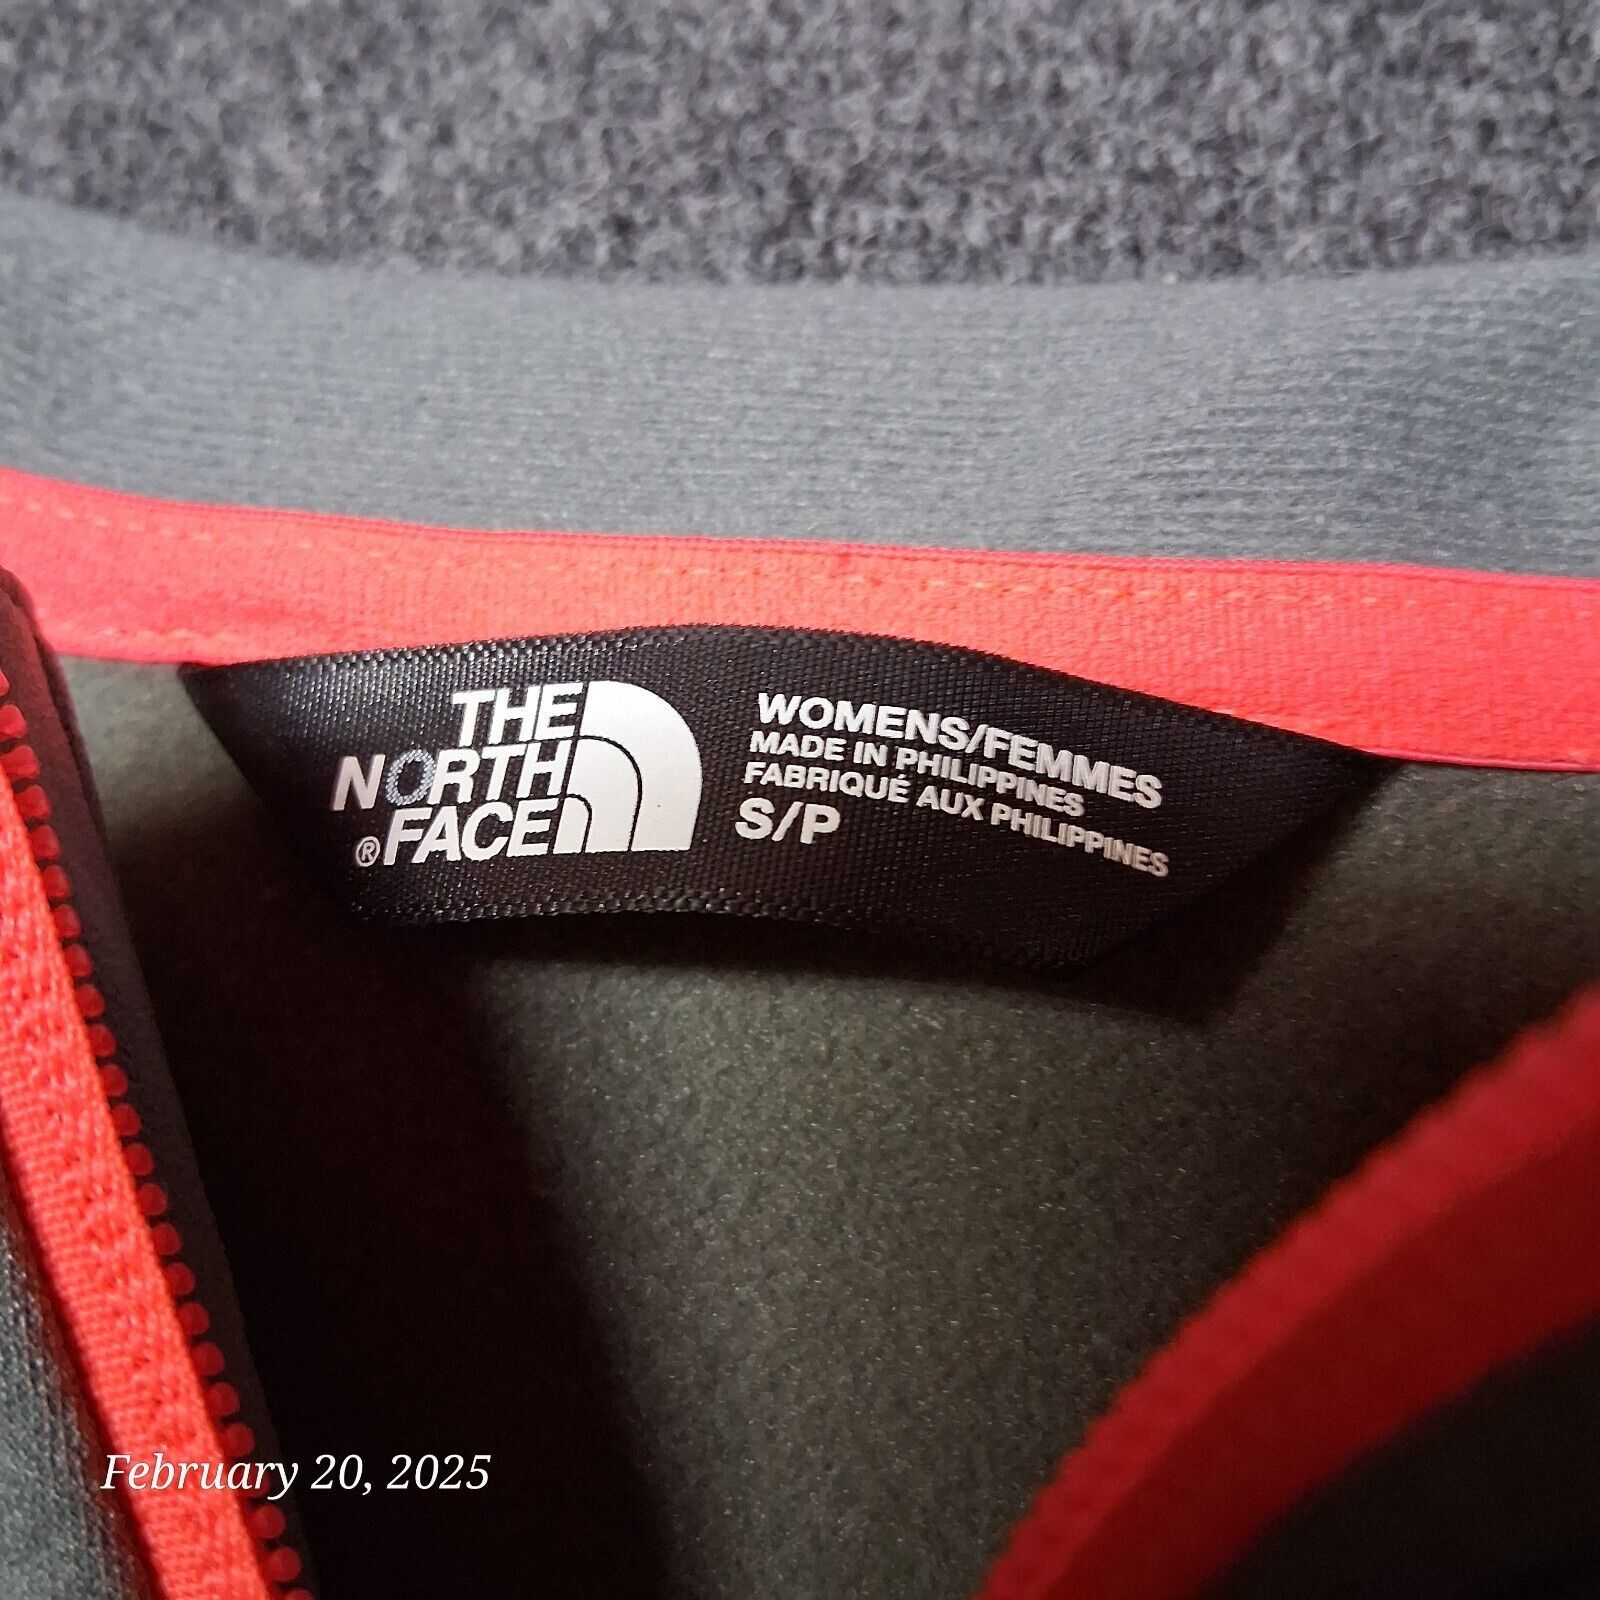 THE
NORTH
®FACE
WOMENS/FEMMES
MADE IN PHILIPPINES
FABRIQUÉ AUX PHILIPPINES
S/P
February 20, 2025